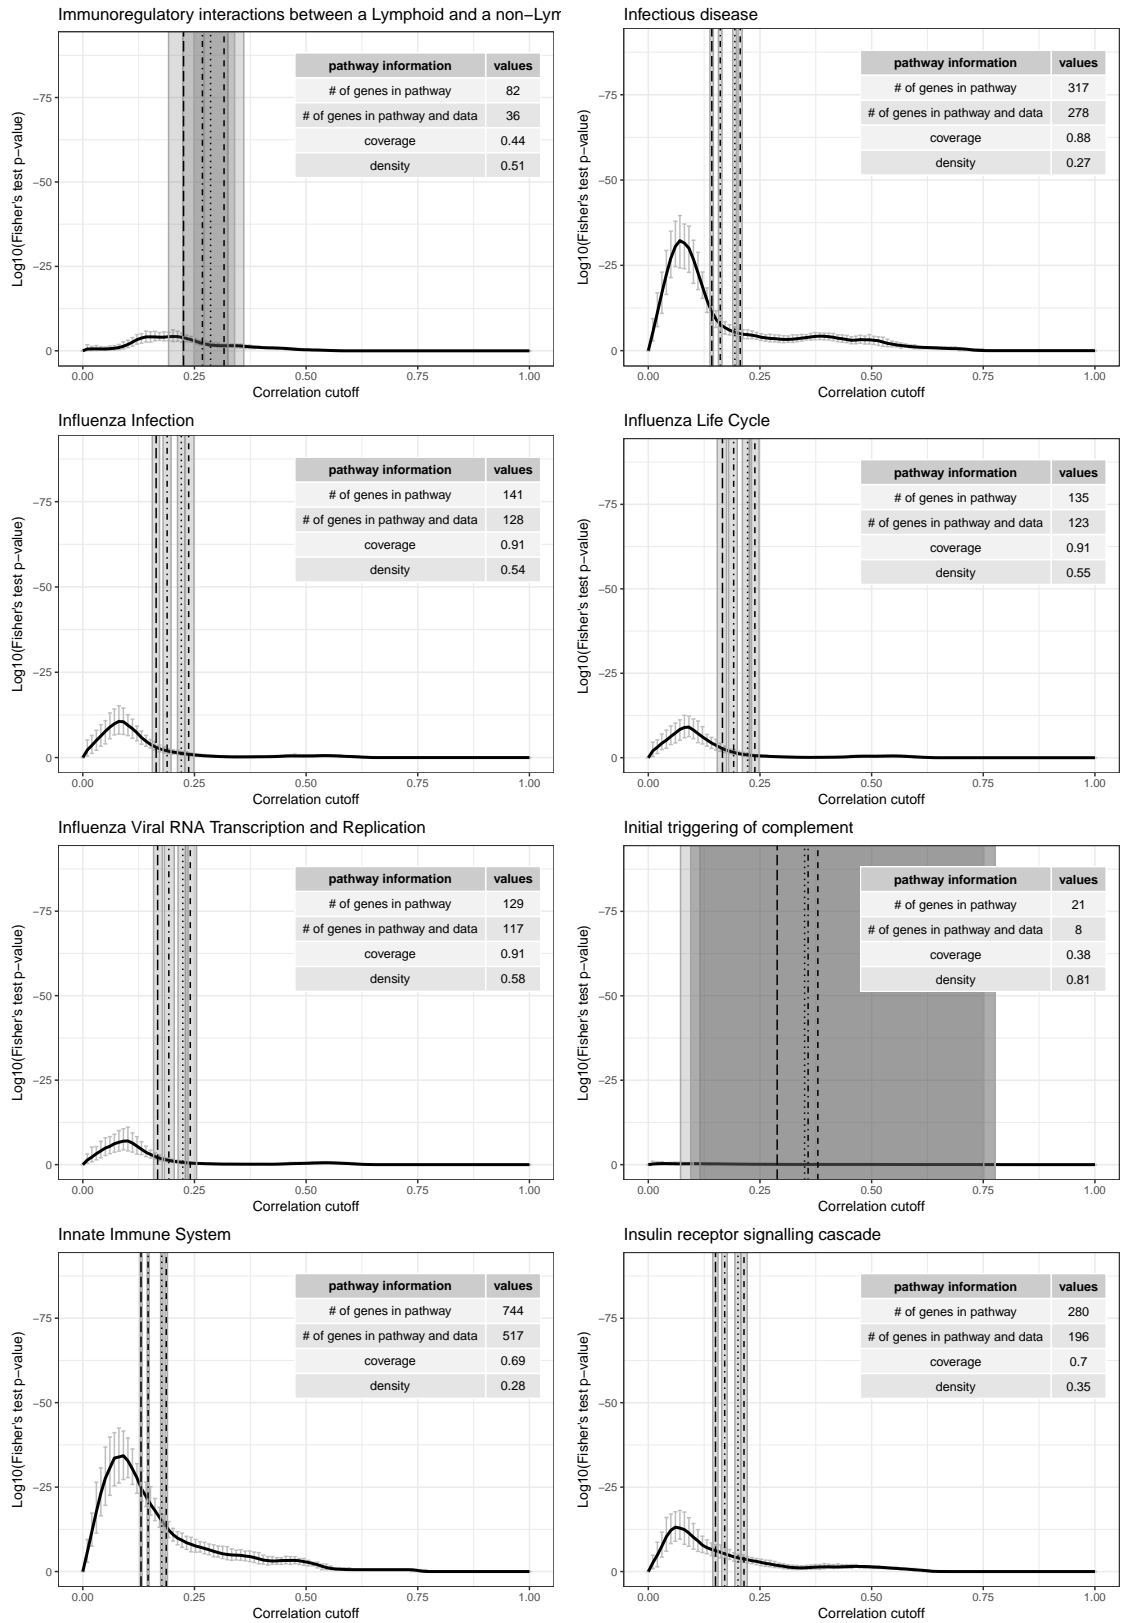 Immunoregulatory interactions between a Lymphoid and a non−Lym
Log10(Fisher's test p−value)
−75
−50
−25
0
pathway information values
# of genes in pathway 82
# of genes in pathway and data 36
coverage 0.44
density 0.51
0.00 0.25 0.50 0.75 1.00
Correlation cutoff
Infectious disease
Log10(Fisher's test p−value)
−75
−50
−25
0
pathway information values
# of genes in pathway 317
# of genes in pathway and data 278
coverage 0.88
density 0.27
0.00 0.25 0.50 0.75 1.00
Correlation cutoff
Influenza Infection
Log10(Fisher's test p−value)
−75
−50
−25
0
pathway information values
# of genes in pathway 141
# of genes in pathway and data 128
coverage 0.91
density 0.54
0.00 0.25 0.50 0.75 1.00
Correlation cutoff
Influenza Life Cycle
Log10(Fisher's test p−value)
−75
−50
−25
0
pathway information values
# of genes in pathway 135
# of genes in pathway and data 123
coverage 0.91
density 0.55
0.00 0.25 0.50 0.75 1.00
Correlation cutoff
Influenza Viral RNA Transcription and Replication
Log10(Fisher's test p−value)
−75
−50
−25
0
pathway information values
# of genes in pathway 129
# of genes in pathway and data 117
coverage 0.91
density 0.58
0.00 0.25 0.50 0.75 1.00
Correlation cutoff
Initial triggering of complement
Log10(Fisher's test p−value)
−75
−50
−25
0
pathway information values
# of genes in pathway 21
# of genes in pathway and data 8
coverage 0.38
density 0.81
0.00 0.25 0.50 0.75 1.00
Correlation cutoff
Innate Immune System
Log10(Fisher's test p−value)
−75
−50
−25
0
pathway information values
# of genes in pathway 744
# of genes in pathway and data 517
coverage 0.69
density 0.28
0.00 0.25 0.50 0.75 1.00
Correlation cutoff
Insulin receptor signalling cascade
Log10(Fisher's test p−value)
−75
−50
−25
0
pathway information values
# of genes in pathway 280
# of genes in pathway and data 196
coverage 0.7
density 0.35
0.00 0.25 0.50 0.75 1.00
Correlation cutoff